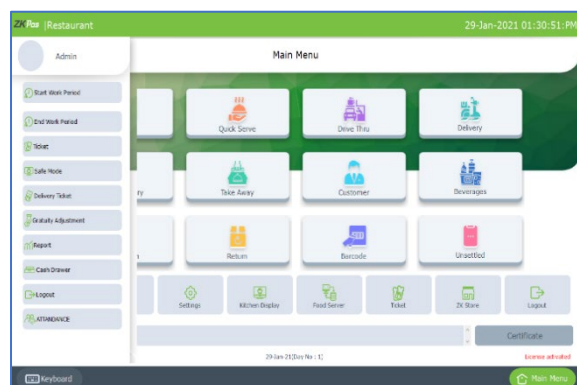 ZKPos |Restaurant
29-Jan-2021 01:30:51:PM
Admin
Main Menu
Start Work Period
End Work Period
Ticket
Safe Mode
Delivery Ticket
Gratuity Adjustment
Report
Cash Drawer
Logout
ATTANDANCE
Quick Serve
Drive Thru
Delivery
ry
Take Away
Customer
Beverages
n
Return
Barcode
Unsettled
Settings
Kitchen Display
Food Server
Ticket
ZK Store
Logout
Certificate
29-Jan-21(Day No : 1)
License activated
Keyboard
Main Menu